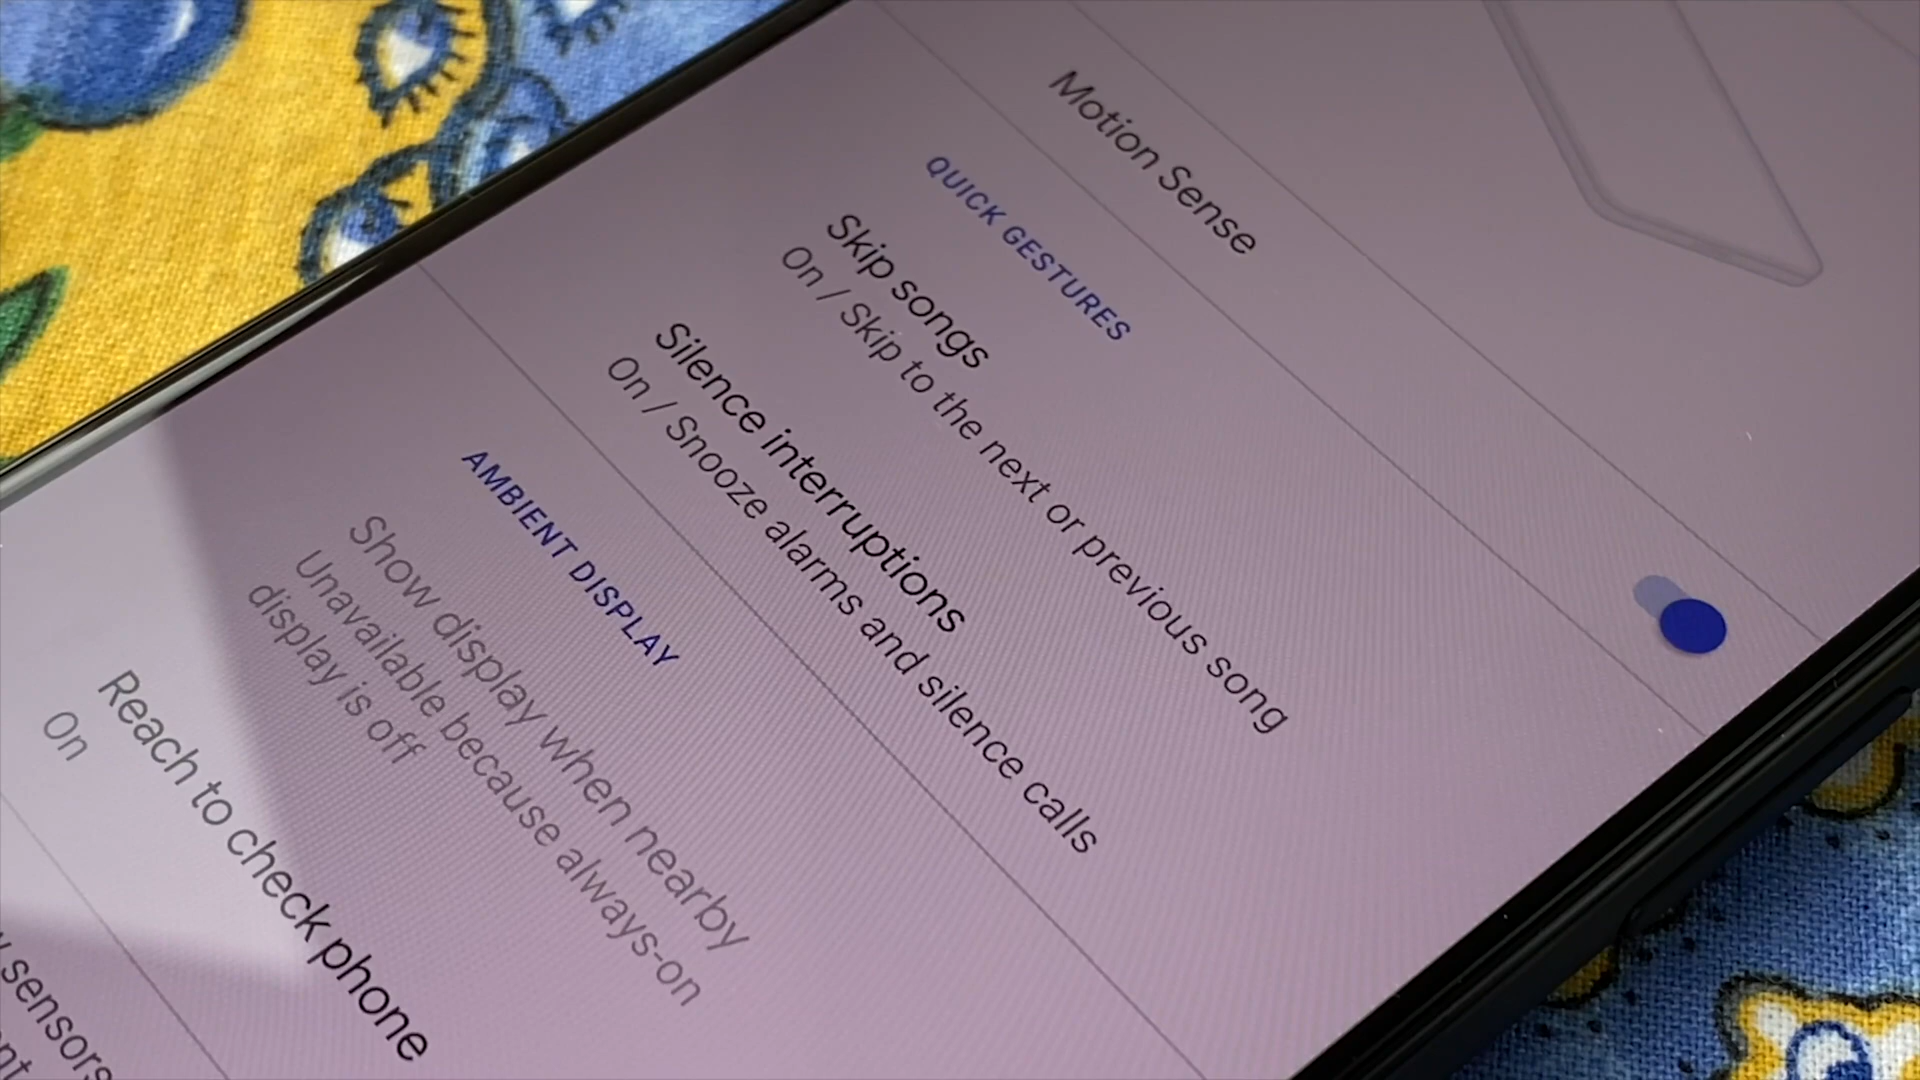 Motion Sense
QUICK GESTURES
Skip songs
On / Skip to the next or previous song
Silence interruptions
On / Snooze alarms and silence calls
AMBIENT DISPLAY
Show display when nearby
Unavailable because always-on
display is off
Reach to check phone
On
sensors